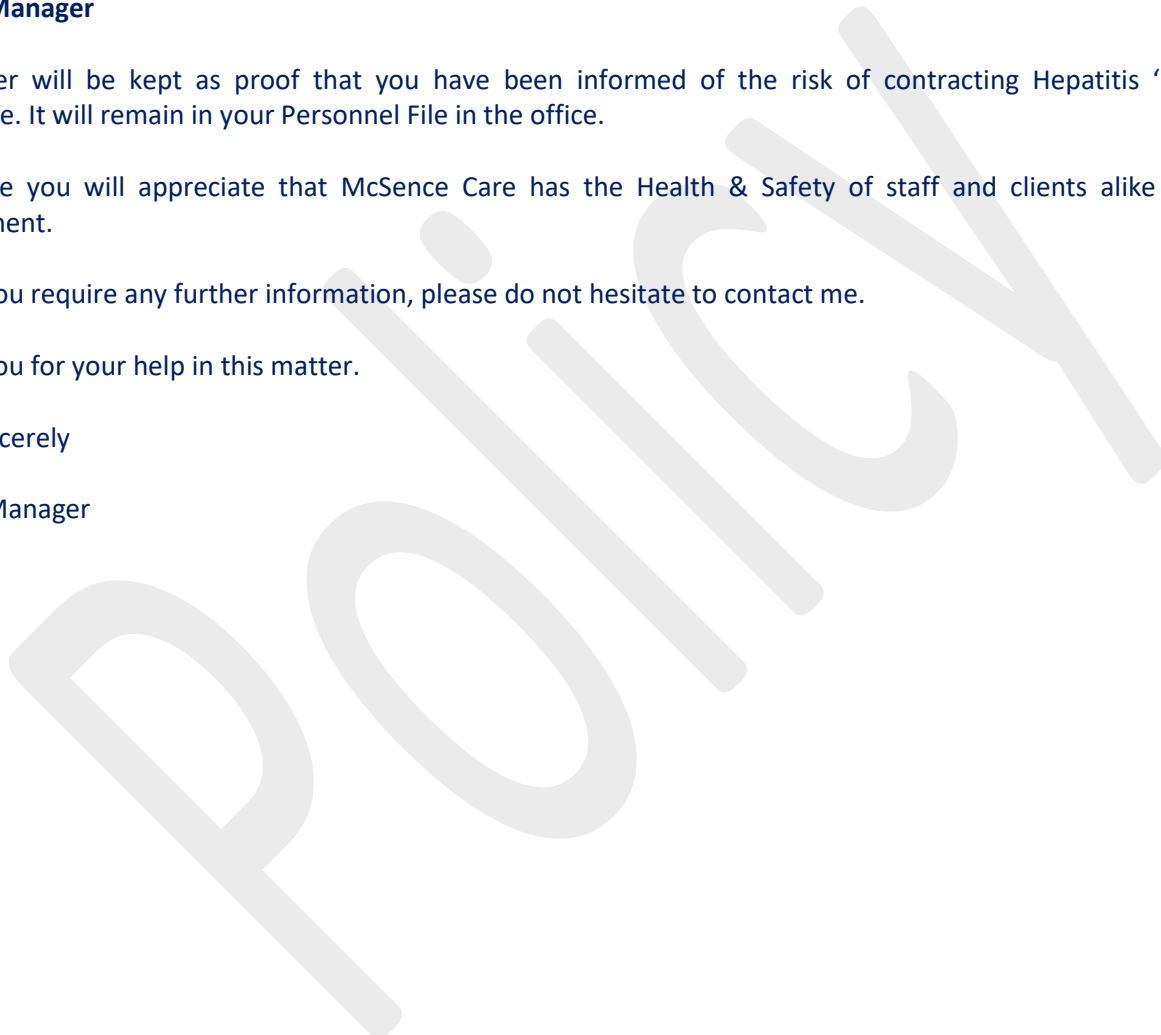 Manager
er will be kept as proof that you have been informed of the risk of contracting Hepatitis ‘
e. It will remain in your Personnel File in the office.
e you will appreciate that McSence Care has the Health & Safety of staff and clients alike
nent.
ou require any further information, please do not hesitate to contact me.
ou for your help in this matter.
cerely
Manager
Policy